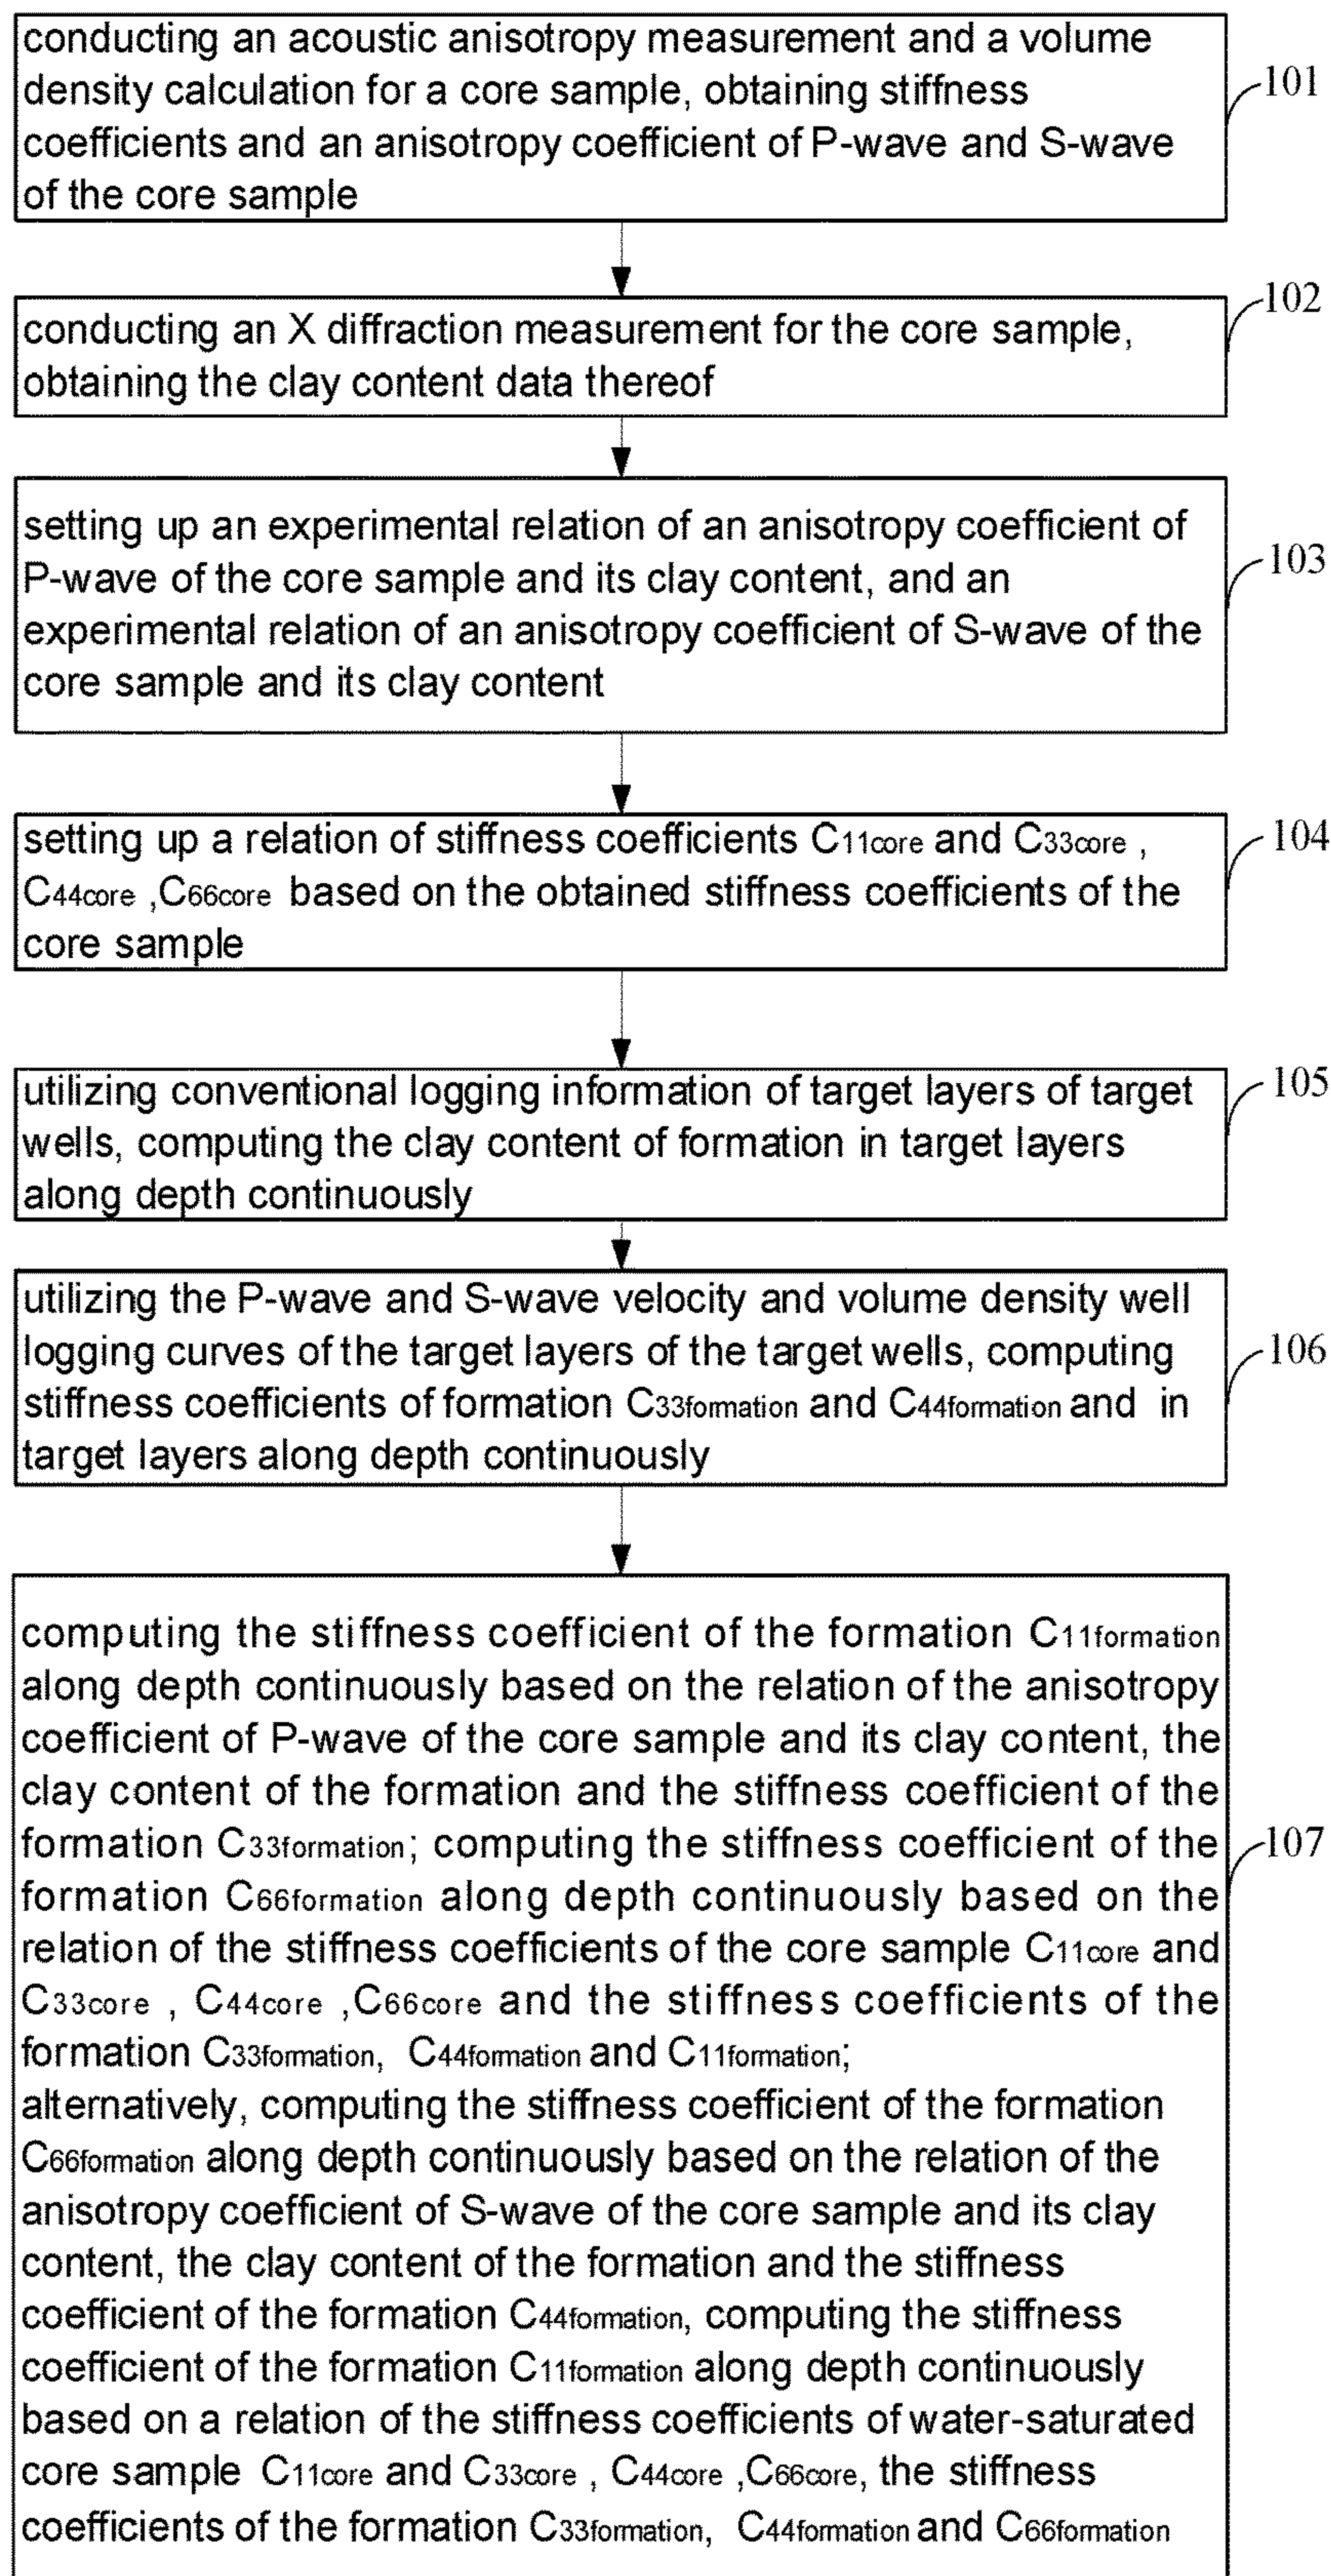 conducting an acoustic anisotropy measurement and a volume
density calculation for a core sample, obtaining stiffness
coefficients and an anisotropy coefficient of P-wave and S-wave
of the core sample
101
conducting an X diffraction measurement for the core sample,
obtaining the clay content data thereof
102
setting up an experimental relation of an anisotropy coefficient of
P-wave of the core sample and its clay content, and an
experimental relation of an anisotropy coefficient of S-wave of the
core sample and its clay content
103
setting up a relation of stiffness coefficients C11core and C33core ,
C44core ,C66core based on the obtained stiffness coefficients of the
core sample
104
utilizing conventional logging information of target layers of target
wells, computing the clay content of formation in target layers
along depth continuously
105
utilizing the P-wave and S-wave velocity and volume density well
logging curves of the target layers of the target wells, computing
stiffness coefficients of formation C33formation and C44formation and in
target layers along depth continuously
106
computing the stiffness coefficient of the formation C11formation
along depth continuously based on the relation of the anisotropy
coefficient of P-wave of the core sample and its clay content, the
clay content of the formation and the stiffness coefficient of the
formation C33formation; computing the stiffness coefficient of the
formation C66formation along depth continuously based on the
relation of the stiffness coefficients of the core sample C11core and
C33core , C44core ,C66core and the stiffness coefficients of the
formation C33formation, C44formation and C11formation;
alternatively, computing the stiffness coefficient of the formation
C66formation along depth continuously based on the relation of the
anisotropy coefficient of S-wave of the core sample and its clay
content, the clay content of the formation and the stiffness
coefficient of the formation C44formation, computing the stiffness
coefficient of the formation C11formation along depth continuously
based on a relation of the stiffness coefficients of water-saturated
core sample C11core and C33core , C44core ,C66core, the stiffness
coefficients of the formation C33formation, C44formation and C66formation
107